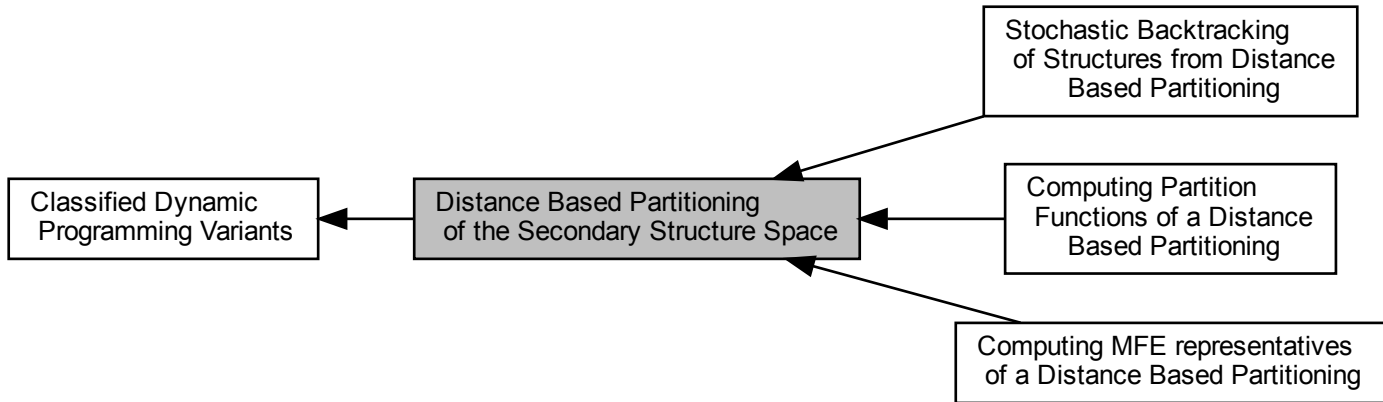 Stochastic Backtracking
of Structures from Distance
Based Partitioning
Classified Dynamic
Programming Variants
Distance Based Partitioning
of the Secondary Structure Space
Computing Partition
Functions of a Distance
Based Partitioning
Computing MFE representatives
of a Distance Based Partitioning